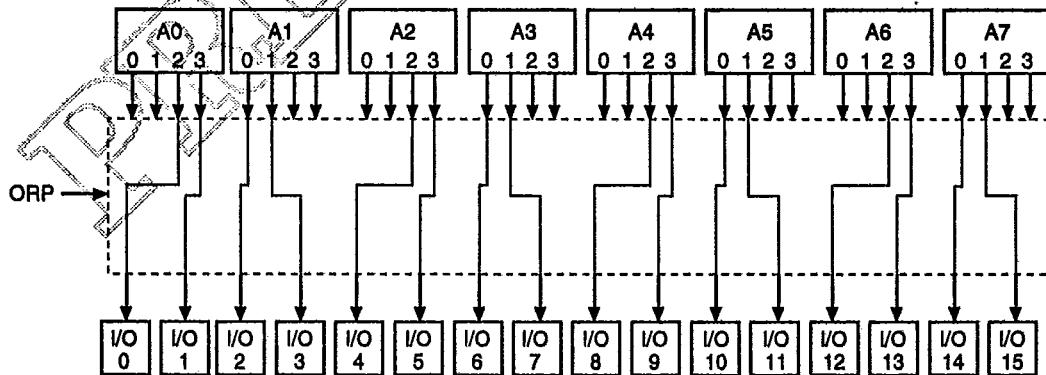 A0 A1 A2 A3 A4 A5 A6 A7
0 1 2 3 0 1 2 3 0 1 2 3 0 1 2 3 0 1 2 3 0 1 2 3 0 1 2 3 0 1 2 3
ORP
I/O I/O I/O I/O I/O I/O I/O I/O I/O I/O I/O I/O I/O I/O I/O I/O
0 1 2 3 4 5 6 7 8 9 10 11 12 13 14 15